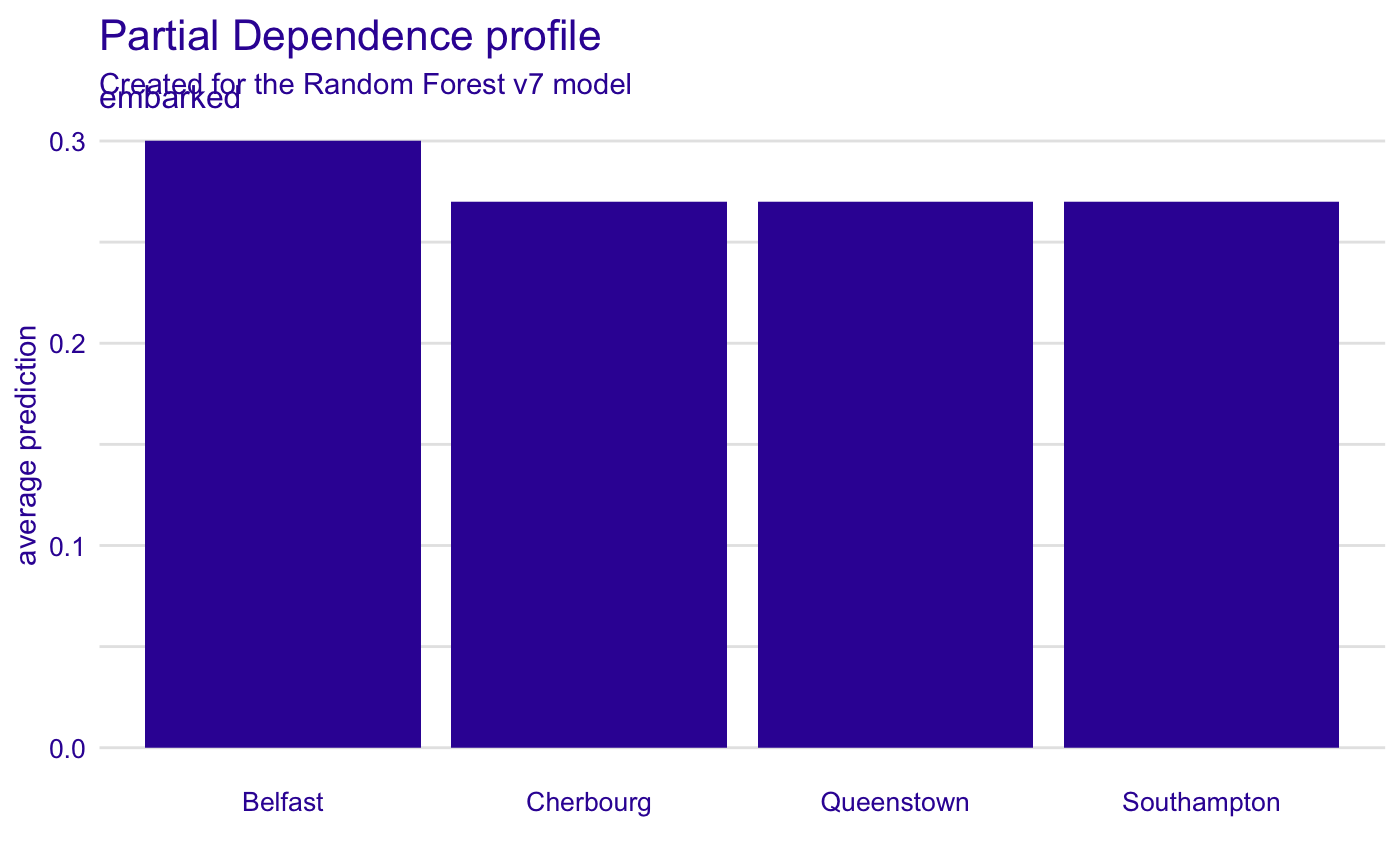 Partial Dependence profile
Created for the Random Forest v7 model
embarked
0.3
0.2
0.1
0.0
average prediction
Belfast
Cherbourg
Queenstown
Southampton